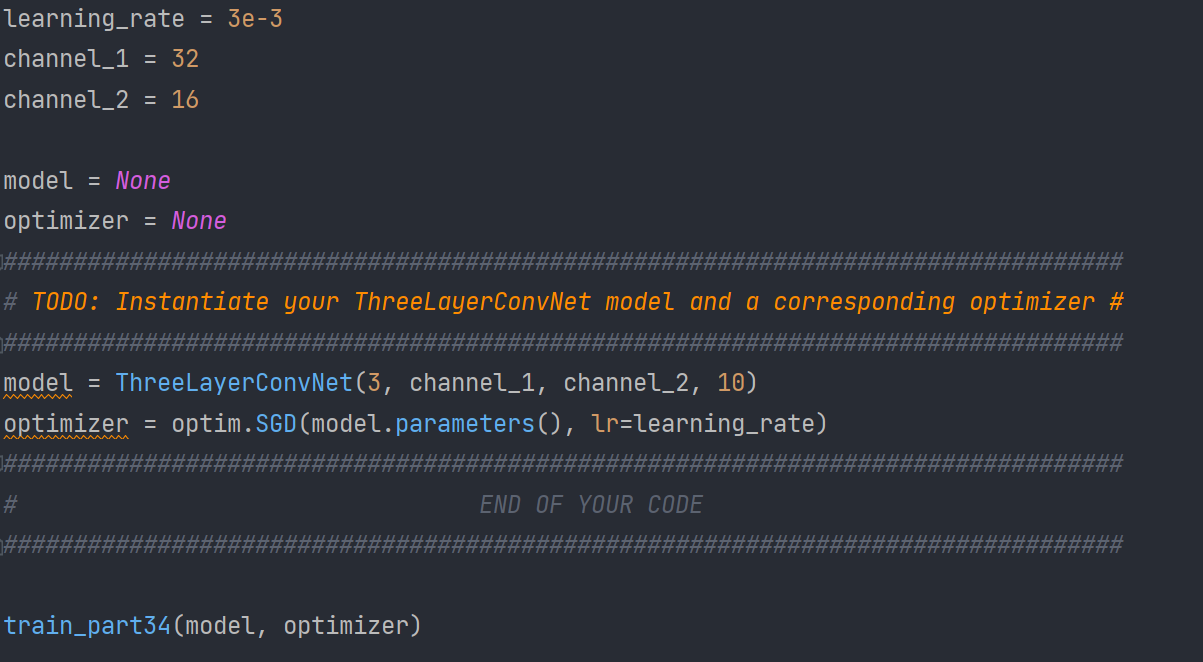 learning_rate = 3e-3
channel_1 = 32
channel_2 = 16
model = None
optimizer = None
################################################################################
# TODO: Instantiate your ThreeLayerConvNet model and a corresponding optimizer #
################################################################################
model = ThreeLayerConvNet(3, channel_1, channel_2, 10)
optimizer = optim.SGD(model.parameters(), lr=learning_rate)
################################################################################
#                                 END OF YOUR CODE
################################################################################
train_part34(model, optimizer)